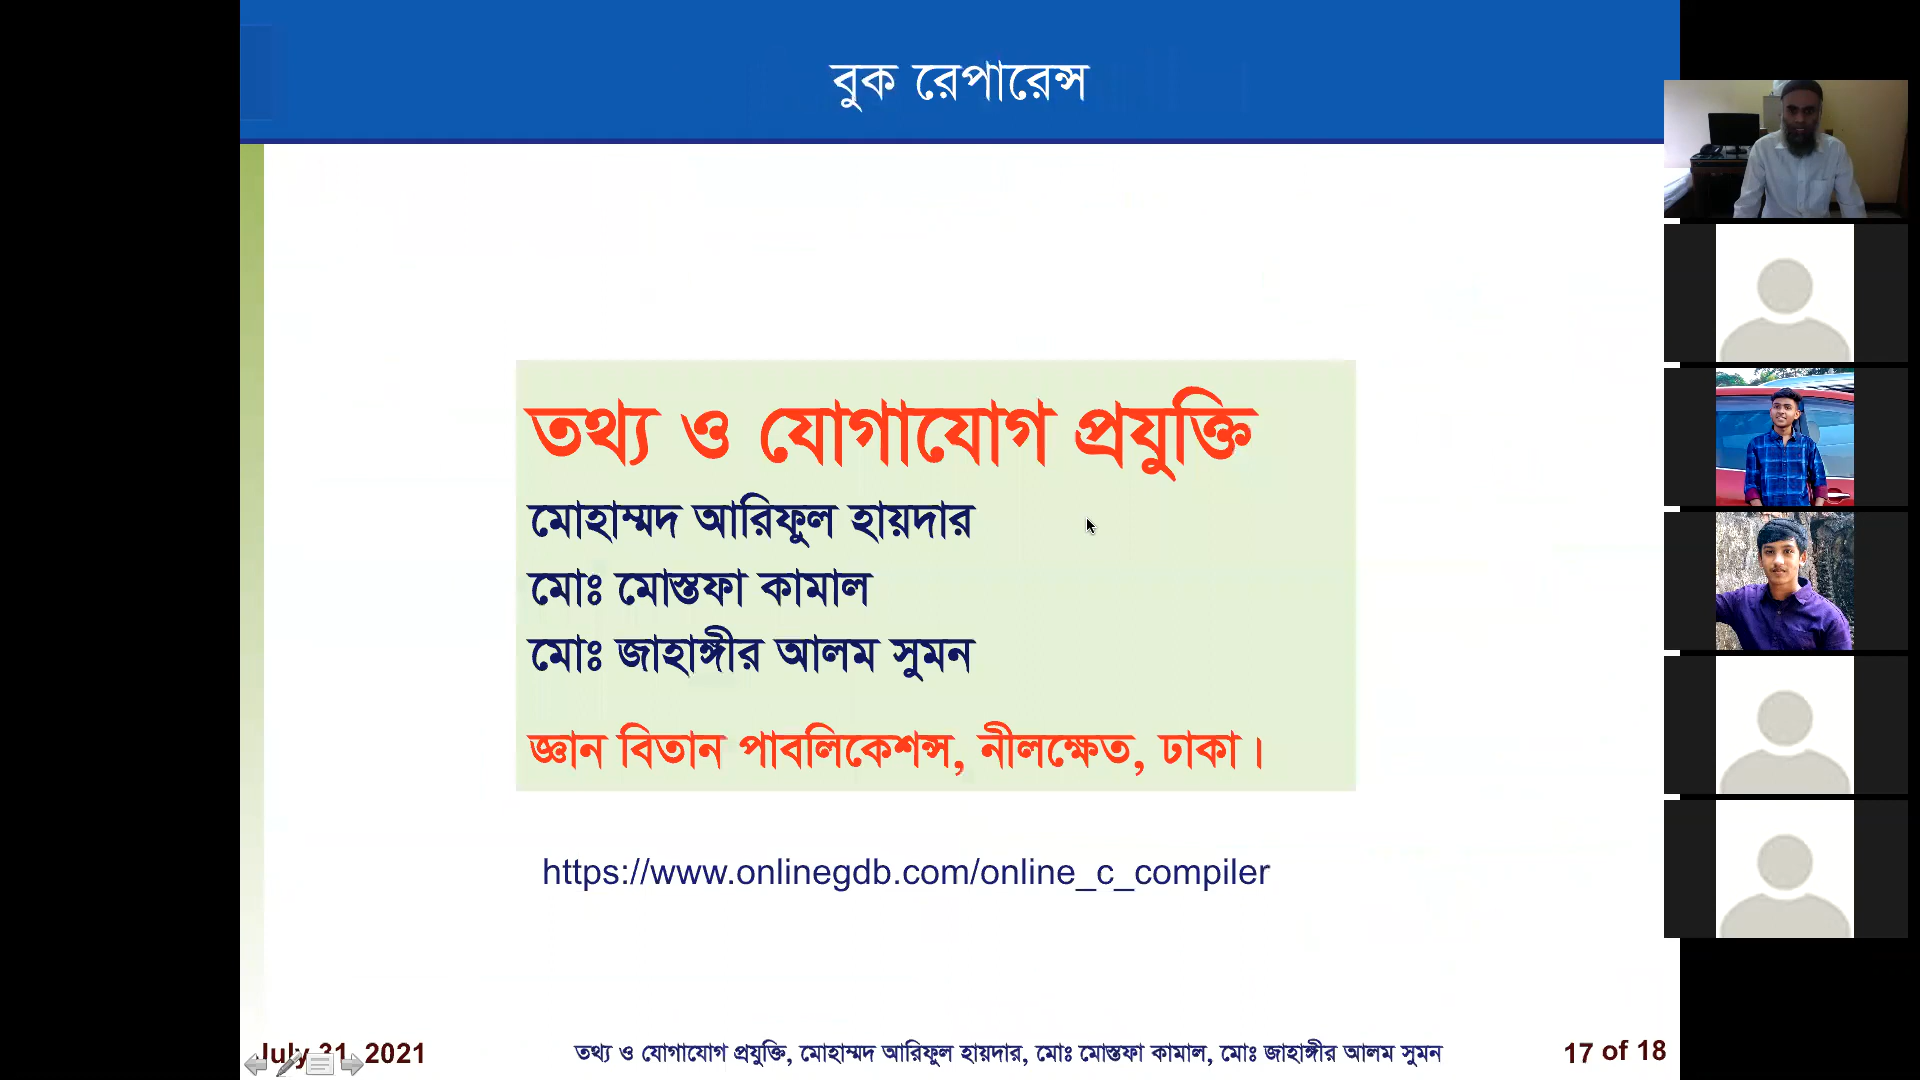 বুক রেপারেন্স
তথ্য ও যোগাযোগ প্রযুক্তি
মোহাম্মদ আরিফুল হায়দার
মোঃ মোস্তফা কামাল
মোঃ জাহাঙ্গীর আলম সুমন
জ্ঞান বিতান পাবলিকেশন্স, নীলক্ষেত, ঢাকা।
https://www.onlinegdb.com/online_c_compiler
July 31, 2021
তথ্য ও যোগাযোগ প্রযুক্তি, মোহাম্মদ আরিফুল হায়দার, মোঃ মোস্তফা কামাল, মোঃ জাহাঙ্গীর আলম সুমন
17 of 18